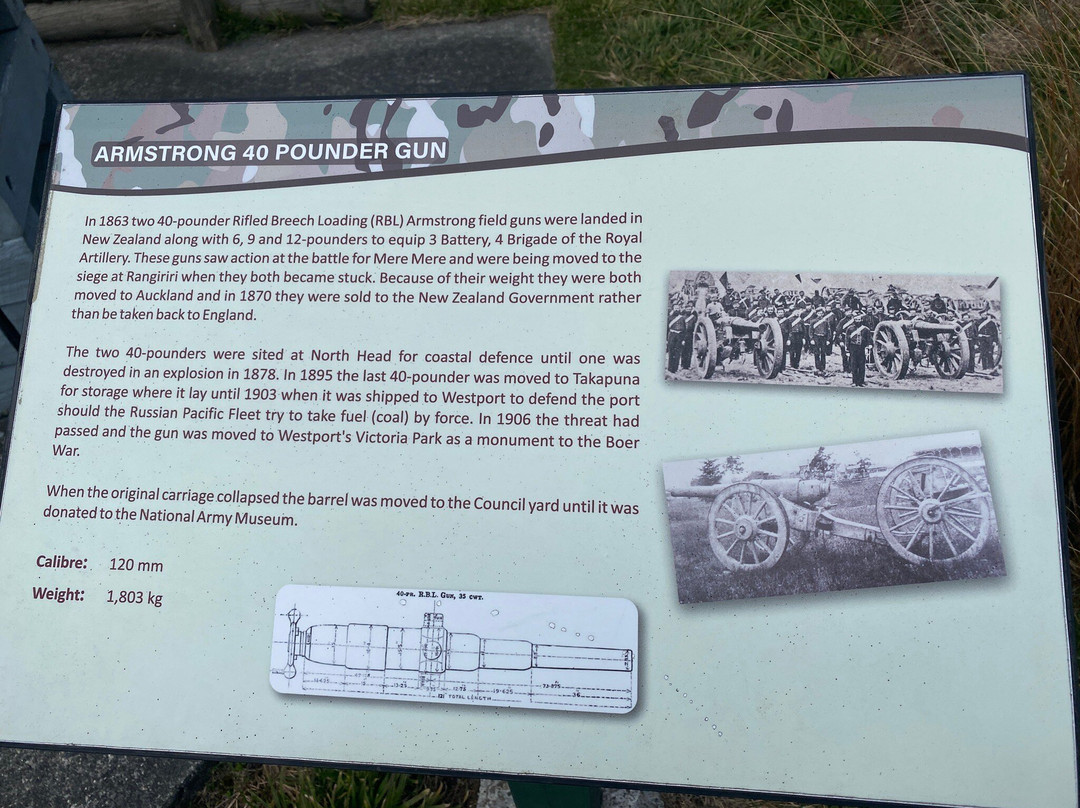 ARMSTRONG 40 POUNDER GUN
In 1863 two 40-pounder Rifled Breech Loading (RBL) Armstrong field guns were landed in
New Zealand along with 6, 9 and 12-pounders to equip 3 Battery, 4 Brigade of the Royal
Artillery. These guns saw action at the battle for Mere Mere and were being moved to the
siege at Rangiriri when they both became stuck. Because of their weight they were both
moved to Auckland and in 1870 they were sold to the New Zealand Government rather
than be taken back to England.
The two 40-pounders were sited at North Head for coastal defence until one was
destroyed in an explosion in 1878. In 1895 the last 40-pounder was moved to Takapuna
for storage where it lay until 1903 when it was shipped to Westport to defend the port
should the Russian Pacific Fleet try to take fuel (coal) by force. In 1906 the threat had
passed and the gun was moved to Westport's Victoria Park as a monument to the Boer
War.
When the original carriage collapsed the barrel was moved to the Council yard until it was
donated to the National Army Museum.
Calibre: 120 mm
Weight: 1,803 kg
40-PR. R.B.L. GUN, 35 CWT.
19·625
121" TOTAL LENGTH